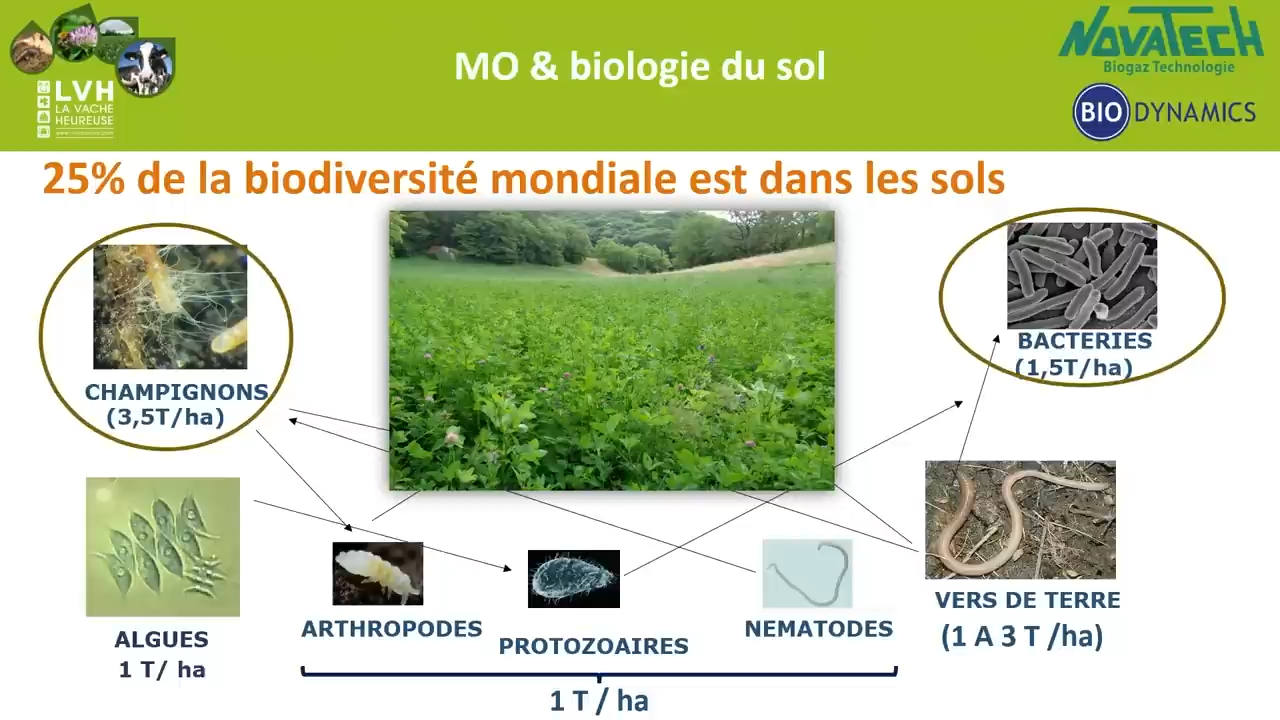 MO & biologie du sol
LVH
LA VACHE
HEUREUSE
NOVATECH
Biogaz Technologie
BIO DYNAMICS
25% de la biodiversité mondiale est dans les sols
CHAMPIGNONS
(3,5T/ha)
BACTERIES
(1,5T/ha)
ALGUES
1 T/ ha
ARTHROPODES
PROTOZOAIRES
NEMATODES
1 T / ha
VERS DE TERRE
(1 A 3 T /ha)